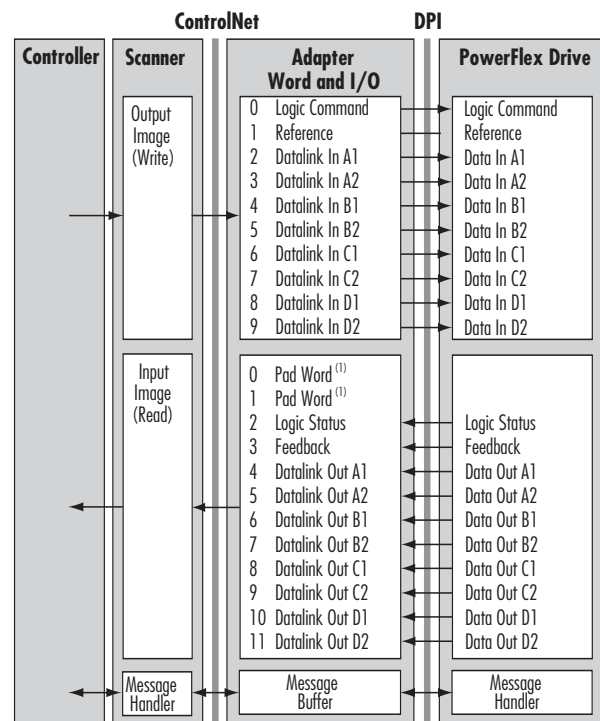 ControlNet DPI
Controller Scanner Adapter PowerFlex Drive
Word and I/O
Output
Image
(Write)
0 Logic Command Logic Command
1 Reference Reference
2 Datalink In A1 Data In A1
3 Datalink In A2 Data In A2
4 Datalink In B1 Data In B1
5 Datalink In B2 Data In B2
6 Datalink In C1 Data In C1
7 Datalink In C2 Data In C2
8 Datalink In D1 Data In D1
9 Datalink In D2 Data In D2
Input
Image
(Read)
0 Pad Word (1)
1 Pad Word (1)
2 Logic Status Logic Status
3 Feedback Feedback
4 Datalink Out A1 Data Out A1
5 Datalink Out A2 Data Out A2
6 Datalink Out B1 Data Out B1
7 Datalink Out B2 Data Out B2
8 Datalink Out C1 Data Out C1
9 Datalink Out C2 Data Out C2
10 Datalink Out D1 Data Out D1
11 Datalink Out D2 Data Out D2
Message Message Message
Handler Buffer Handler